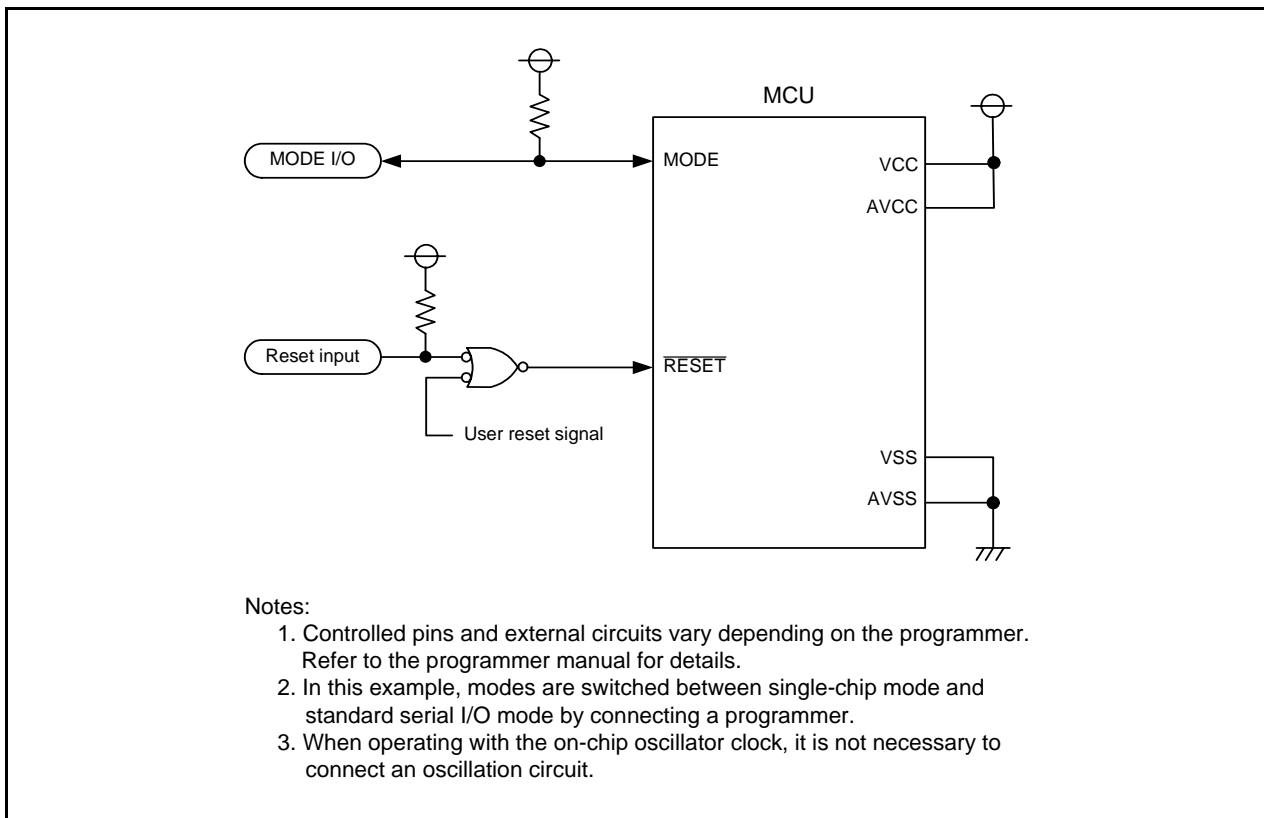 MCU
MODE I/O
MODE
VCC
AVCC
Reset input
RESET
User reset signal
VSS
AVSS
Notes:
1. Controlled pins and external circuits vary depending on the programmer.
Refer to the programmer manual for details.
2. In this example, modes are switched between single-chip mode and
standard serial I/O mode by connecting a programmer.
3. When operating with the on-chip oscillator clock, it is not necessary to
connect an oscillation circuit.